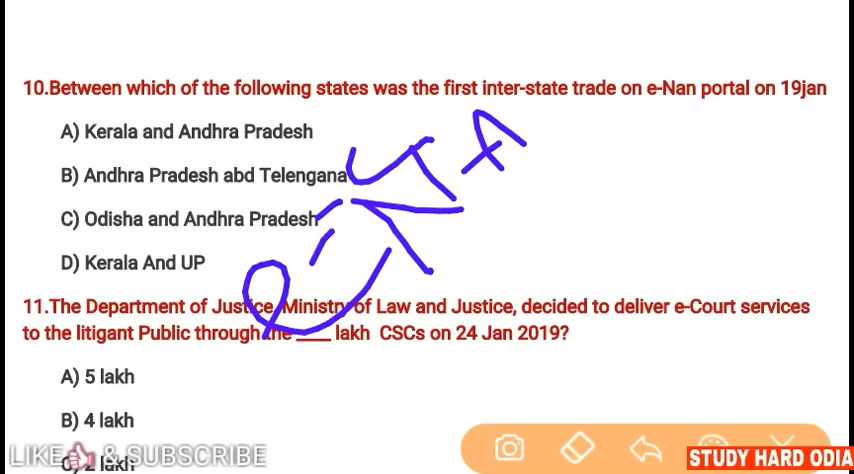 10.Between which of the following states was the first inter-state trade on e-Nan portal on 19jan
A) Kerala and Andhra Pradesh
B) Andhra Pradesh abd Telengana
C) Odisha and Andhra Pradesh
D) Kerala And UP
11.The Department of Justice, Ministry of Law and Justice, decided to deliver e-Court services
to the litigant Public through the ____ lakh CSCs on 24 Jan 2019?
A) 5 lakh
B) 4 lakh
C) 2 lakh
LIKE & SUBSCRIBE
STUDY HARD ODIA